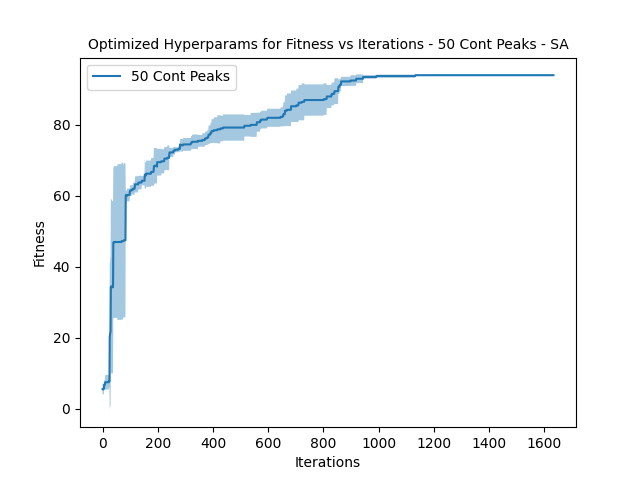 Optimized Hyperparams for Fitness vs Iterations - 50 Cont Peaks - SA
50 Cont Peaks
80
60
40
20
0
Fitness
0 200 400 600 800 1000 1200 1400 1600
Iterations